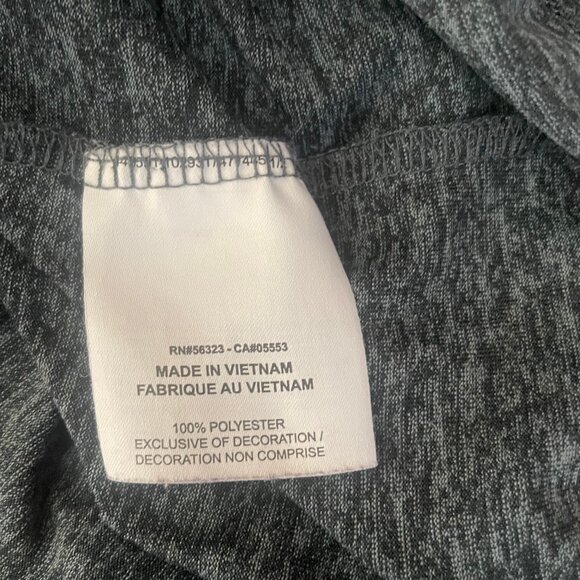 RN#56323 - CA#05553
MADE IN VIETNAM
FABRIQUE AU VIETNAM
100% POLYESTER
EXCLUSIVE OF DECORATION /
DECORATION NON COMPRISE